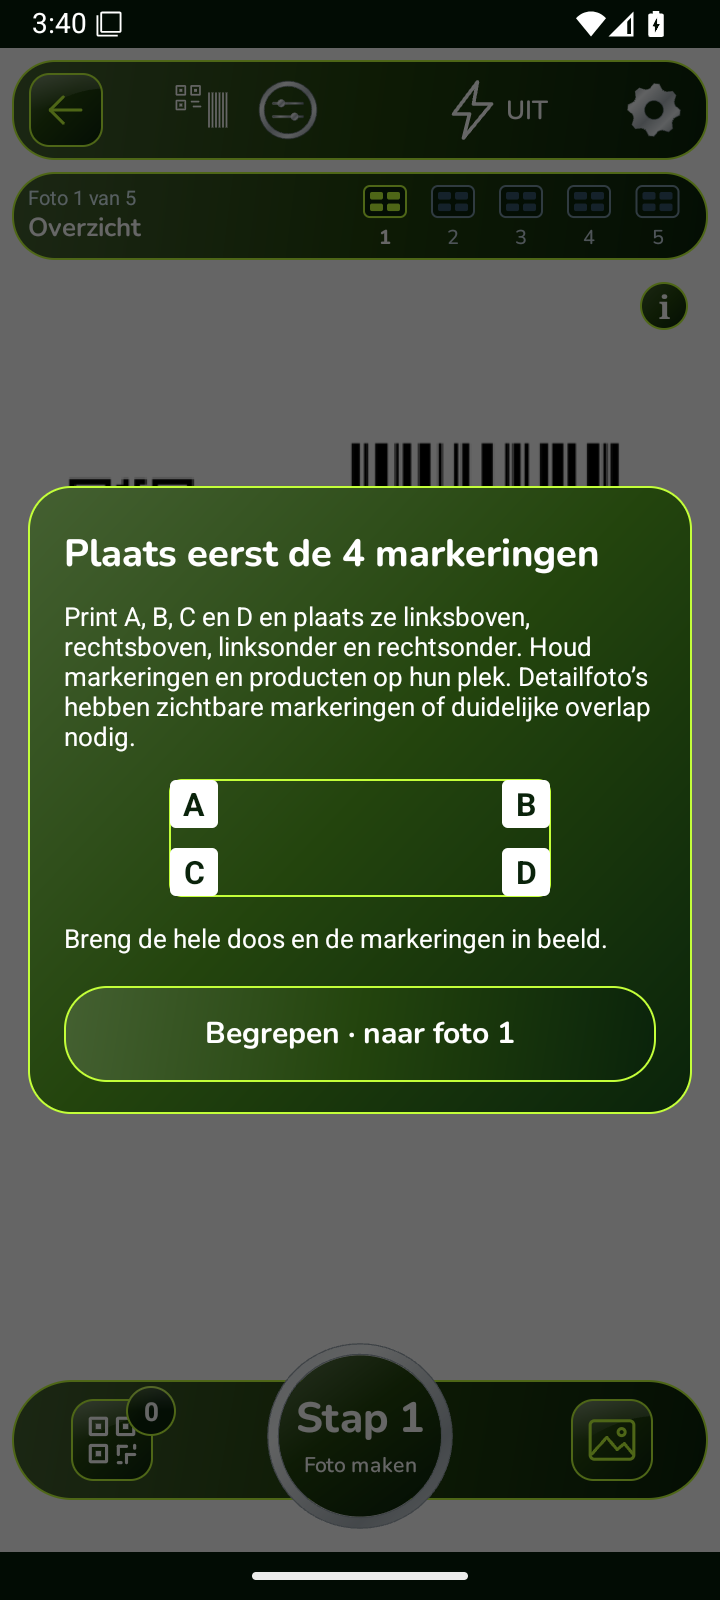 3:40
UIT
Foto 1 van 5
Overzicht
1 2 3 4 5
i
Plaats eerst de 4 markeringen
Print A, B, C en D en plaats ze linksboven,
rechtsboven, linksonder en rechtsonder. Houd
markeringen en producten op hun plek. Detailfoto’s
hebben zichtbare markeringen of duidelijke overlap
nodig.
A B
C D
Breng de hele doos en de markeringen in beeld.
Begrepen · naar foto 1
0
Stap 1
Foto maken